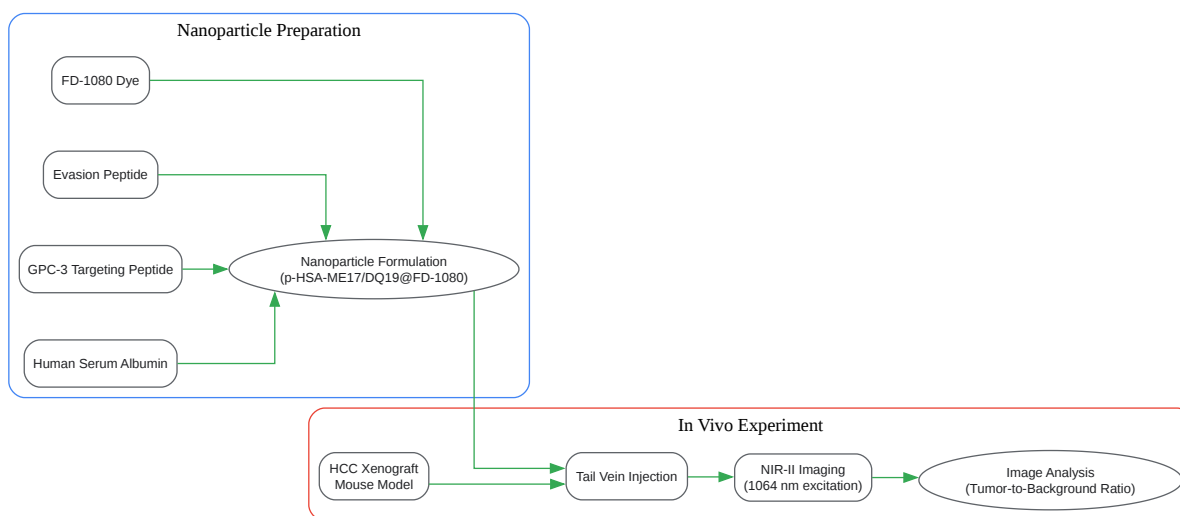 Nanoparticle Preparation
FD-1080 Dye
Evasion Peptide
GPC-3 Targeting Peptide
Human Serum Albumin
Nanoparticle Formulation
(p-HSA-ME17/DQ19@FD-1080)
In Vivo Experiment
HCC Xenograft
Mouse Model
Tail Vein Injection
NIR-II Imaging
(1064 nm excitation)
Image Analysis
(Tumor-to-Background Ratio)